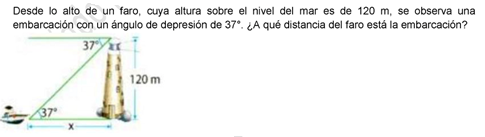 Desde lo alto de un faro, cuya altura sobre el nivel del mar es de 120 m, se observa una
embarcación con un ángulo de depresión de 37°. ¿A qué distancia del faro está la embarcación?
37°
120 m
37°
x